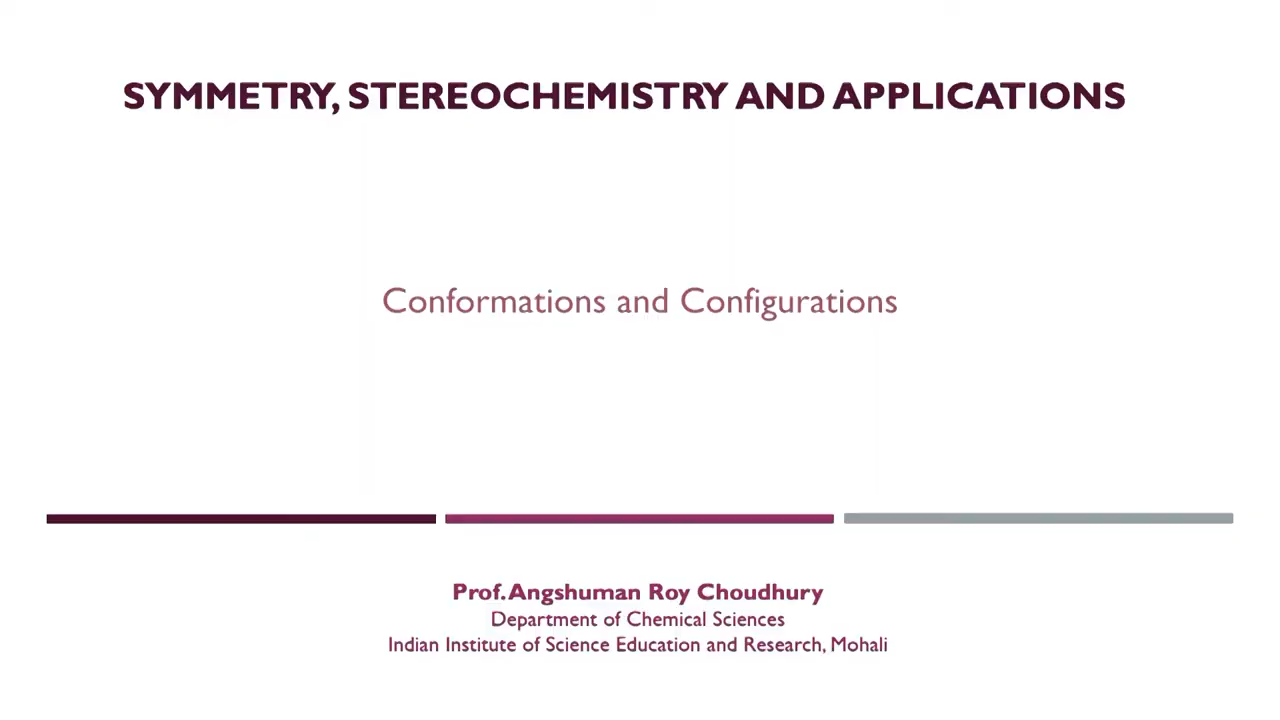 SYMMETRY, STEREOCHEMISTRY AND APPLICATIONS
Conformations and Configurations
Prof. Angshuman Roy Choudhury
Department of Chemical Sciences
Indian Institute of Science Education and Research, Mohali